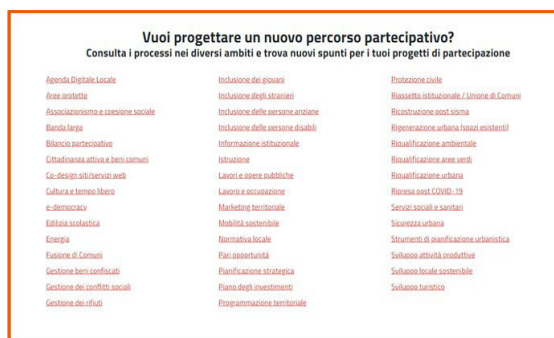 Vuoi progettare un nuovo percorso partecipativo?
Consulta i processi nei diversi ambiti e trova nuovi spunti per i tuoi progetti di partecipazione
Agenda Digitale Locale
Aree protette
Associazionismo e coesione sociale
Banda larga
Bilancio partecipativo
Cittadinanza attiva e beni comuni
Co-design siti/servizi web
Cultura e tempo libero
e-democracy
Edilizia scolastica
Energia
Fusione di Comuni
Gestione beni confiscati
Gestione dei conflitti sociali
Gestione dei rifiuti
Inclusione dei giovani
Inclusione degli stranieri
Inclusione delle persone anziane
Inclusione delle persone disabili
Informazione istituzionale
Istruzione
Lavori e opere pubbliche
Lavoro e occupazione
Marketing territoriale
Mobilità sostenibile
Normativa locale
Pari opportunità
Pianificazione strategica
Piano degli investimenti
Programmazione territoriale
Protezione civile
Riassetto istituzionale / Unione di Comuni
Ricostruzione post sisma
Rigenerazione urbana (spazi esistenti)
Riqualificazione ambientale
Riqualificazione aree verdi
Riqualificazione urbana
Ripresa post COVID-19
Servizi sociali e sanitari
Sicurezza urbana
Strumenti di pianificazione urbanistica
Sviluppo attività produttive
Sviluppo locale sostenibile
Sviluppo turistico